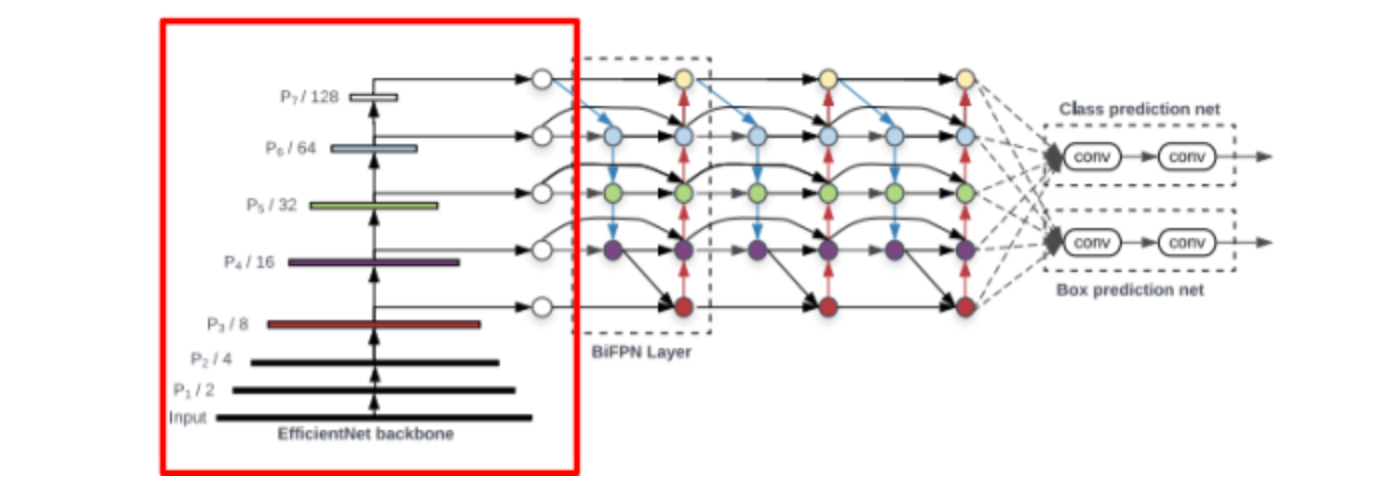 P₇ / 128
P₆ / 64
P₅ / 32
P₄ / 16
P₃ / 8
P₂ / 4
P₁ / 2
Input
EfficientNet backbone
BiFPN Layer
Class prediction net
conv conv
conv conv
Box prediction net